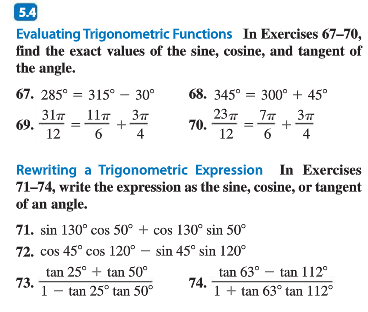 5.4
Evaluating Trigonometric Functions In Exercises 67–70,
find the exact values of the sine, cosine, and tangent of
the angle.
67. 285° = 315° − 30°
68. 345° = 300° + 45°
69. 31π/12 = 11π/6 + 3π/4
70. 23π/12 = 7π/6 + 3π/4
Rewriting a Trigonometric Expression In Exercises
71–74, write the expression as the sine, cosine, or tangent
of an angle.
71. sin 130° cos 50° + cos 130° sin 50°
72. cos 45° cos 120° − sin 45° sin 120°
73. (tan 25° + tan 50°)/(1 − tan 25° tan 50°)
74. (tan 63° − tan 112°)/(1 + tan 63° tan 112°)